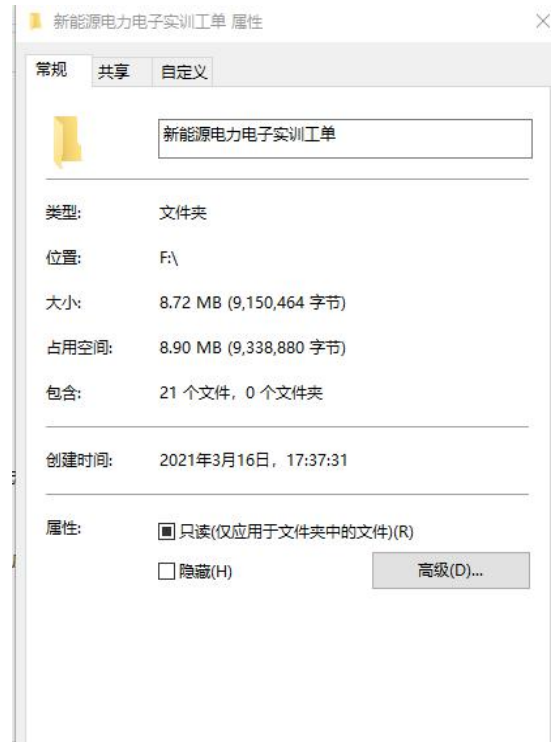 新能源电力电子实训工单 属性
常规 共享 自定义
新能源电力电子实训工单
类型: 文件夹
位置: F:\
大小: 8.72 MB (9,150,464 字节)
占用空间: 8.90 MB (9,338,880 字节)
包含: 21 个文件, 0 个文件夹
创建时间: 2021年3月16日, 17:37:31
属性: 只读(仅应用于文件夹中的文件)(R)
隐藏(H) 高级(D)...